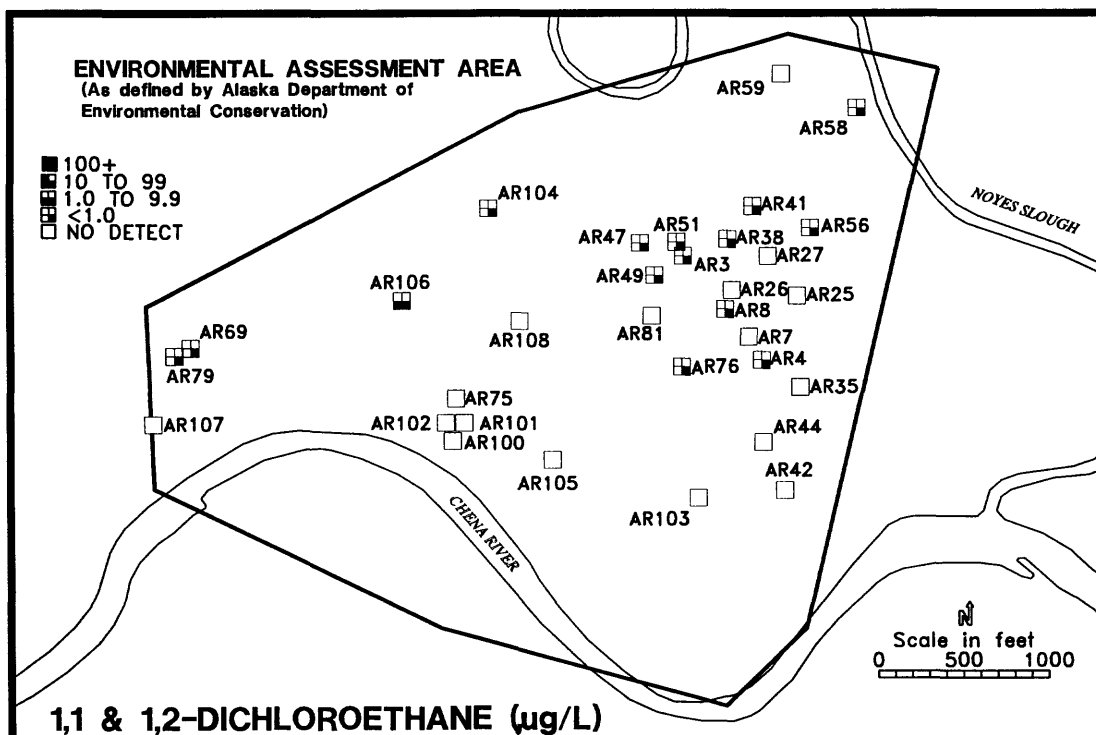 ENVIRONMENTAL ASSESSMENT AREA
(As defined by Alaska Department of
Environmental Conservation)
100+
10 TO 99
1.0 TO 9.9
<1.0
NO DETECT
AR59
AR58
NOYES SLOUGH
AR104
AR41
AR56
AR51
AR38
AR47
AR3
AR27
AR49
AR106
AR26
AR25
AR8
AR108
AR81
AR7
AR69
AR79
AR76
AR4
AR35
AR75
AR107
AR102
AR101
AR100
AR44
AR105
AR42
AR103
CHENA RIVER
N
Scale in feet
0 500 1000
1,1 & 1,2-DICHLOROETHANE (µg/L)